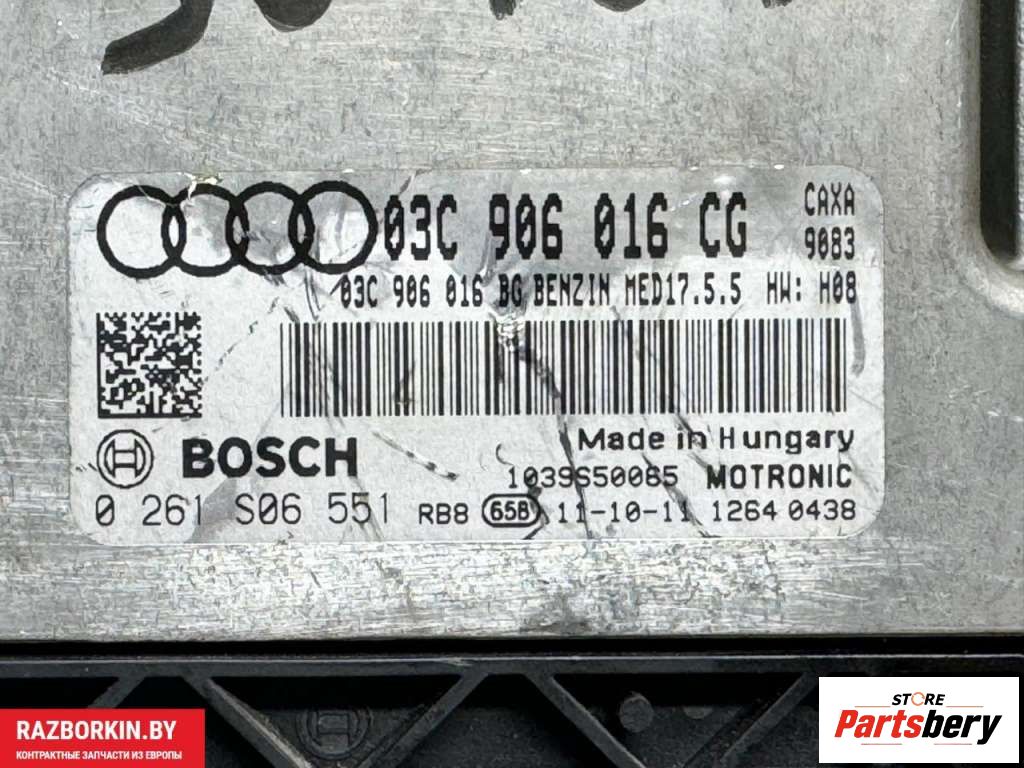 03C 906 016 CG
CAXA
9083
03C 906 016 BG BENZIN MED17.5.5 HW: H08
Made in Hungary
BOSCH
1039S50085 MOTRONIC
0 261 S06 551 RB8 65B 11-10-11 1264 0438
RAZBORKIN.BY
КОНТРАКТНЫЕ ЗАПЧАСТИ ИЗ ЕВРОПЫ
STORE
Partsbery